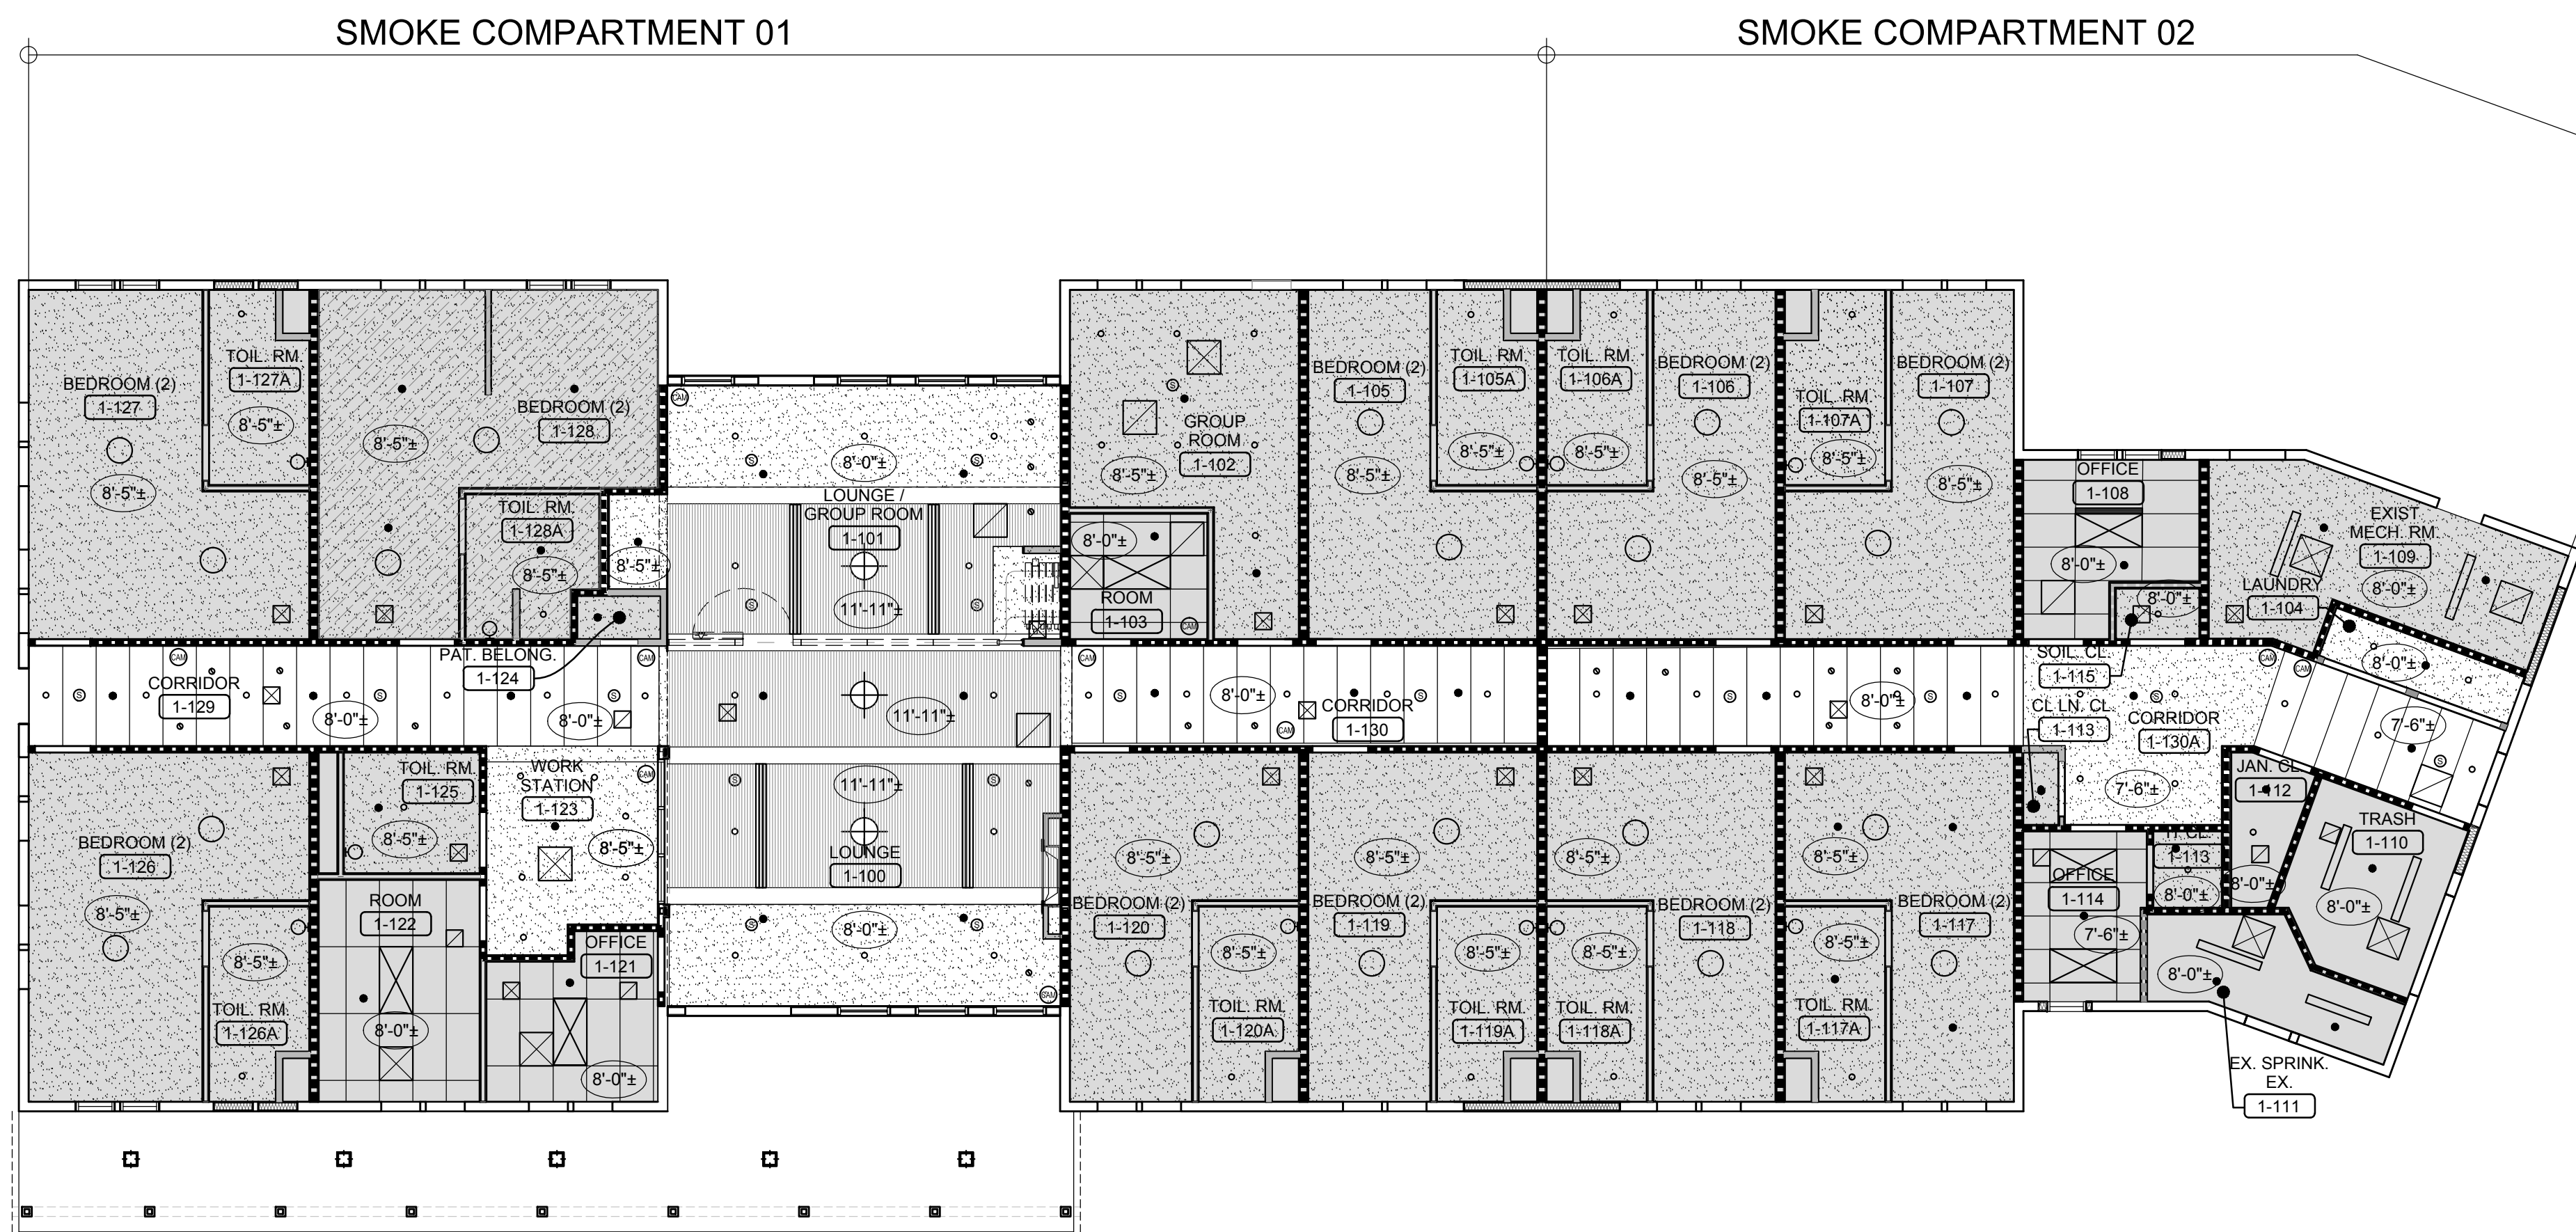 SMOKE COMPARTMENT 01
SMOKE COMPARTMENT 02
BEDROOM (2)
1-127
8'-5"±
TOIL. RM.
1-127A
8'-5"±
BEDROOM (2)
1-128
8'-5"±
TOIL. RM.
1-128A
8'-5"±
8'-5"±
PAT. BELONG.
1-124
CAM
8'-0"±
LOUNGE /
GROUP ROOM
1-101
11'-11"±
GROUP
ROOM
1-102
8'-5"±
8'-0"±
ROOM
1-103
CAM
BEDROOM (2)
1-105
8'-5"±
TOIL. RM.
1-105A
8'-5"±
TOIL. RM.
1-106A
8'-5"±
BEDROOM (2)
1-106
8'-5"±
TOIL. RM.
1-107A
8'-5"±
BEDROOM (2)
1-107
8'-5"±
OFFICE
1-108
8'-0"±
8'-0"±
EXIST
MECH. RM.
1-109
8'-0"±
LAUNDRY
1-104
8'-0"±
CAM
CORRIDOR
1-129
8'-0"±
8'-0"±
CAM
11'-11"±
CAM
8'-0"±
CORRIDOR
1-130
CAM
8'-0"±
SOIL. CL.
1-115
CL LN. CL.
1-113
CORRIDOR
1-130A
7'-6"±
CAM
CAM
7'-6"±
BEDROOM (2)
1-126
8'-5"±
TOIL. RM.
1-126A
8'-5"±
TOIL. RM.
1-125
8'-5"±
ROOM
1-122
8'-0"±
WORK
STATION
1-123
8'-5"±
CAM
OFFICE
1-121
8'-0"±
11'-11"±
LOUNGE
1-100
8'-0"±
CAM
8'-5"±
BEDROOM (2)
1-120
8'-5"±
TOIL. RM.
1-120A
8'-5"±
BEDROOM (2)
1-119
8'-5"±
TOIL. RM.
1-119A
8'-5"±
BEDROOM (2)
1-118
8'-5"±
TOIL. RM.
1-118A
8'-5"±
BEDROOM (2)
1-117
8'-5"±
TOIL. RM.
1-117A
OFFICE
1-114
7'-6"±
1-113
8'-0"±
JAN. CL.
1-112
8'-0"±
TRASH
1-110
8'-0"±
8'-0"±
EX. SPRINK.
EX.
1-111